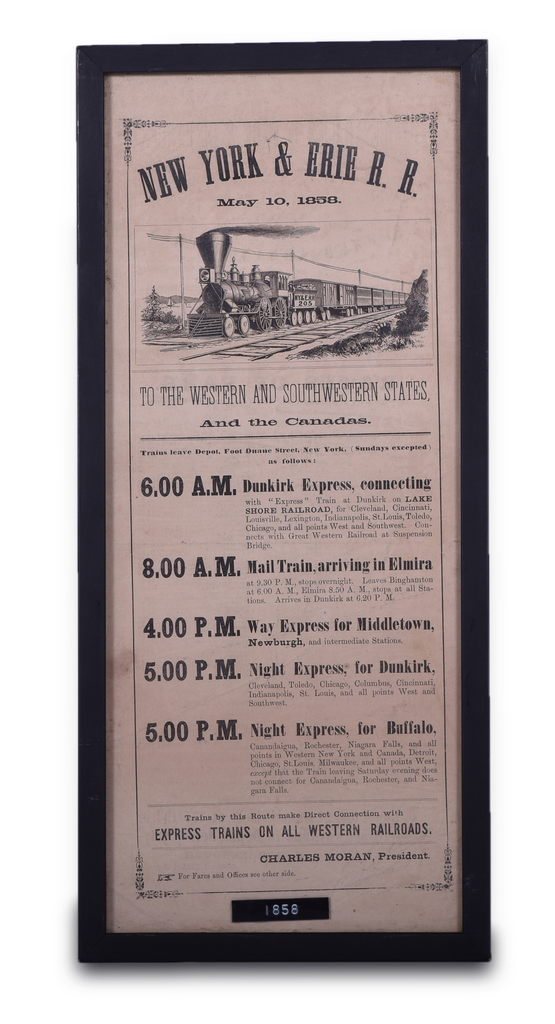 NEW YORK & ERIE R. R.
May 10, 1858.
N.Y.& E.R.R.
205
TO THE WESTERN AND SOUTHWESTERN STATES,
And the Canadas.
Trains leave Depot, Foot Duane Street, New York, (Sundays excepted)
as follows:
6.00 A.M. Dunkirk Express, connecting
with "Express" Train at Dunkirk on LAKE
SHORE RAILROAD, for Cleveland, Cincinnati,
Louisville, Lexington, Indianapolis, St. Louis, Toledo,
Chicago, and all points West and Southwest. Con-
nects with Great Western Railroad at Suspension
Bridge.
8.00 A.M. Mail Train, arriving in Elmira
at 9.30 P. M., stops overnight. Leaves Binghamton
at 6.00 A. M., Elmira 8.50 A. M., stops at all Sta-
tions. Arrives in Dunkirk at 6.20 P. M.
4.00 P.M. Way Express for Middletown,
Newburgh, and intermediate Stations.
5.00 P.M. Night Express, for Dunkirk,
Cleveland, Toledo, Chicago, Columbus, Cincinnati,
Indianapolis, St. Louis, and all points West and
Southwest.
5.00 P.M. Night Express, for Buffalo,
Canandaigua, Rochester, Niagara Falls, and all
points in Western New York and Canada, Detroit,
Chicago, St. Louis, Milwaukee, and all points West,
except that the Train leaving Saturday evening does
not connect for Canandaigua, Rochester, and Nia-
gara Falls.
Trains by this Route make Direct Connection with
EXPRESS TRAINS ON ALL WESTERN RAILROADS.
CHARLES MORAN, President.
☞ For Fares and Offices see other side.
1858